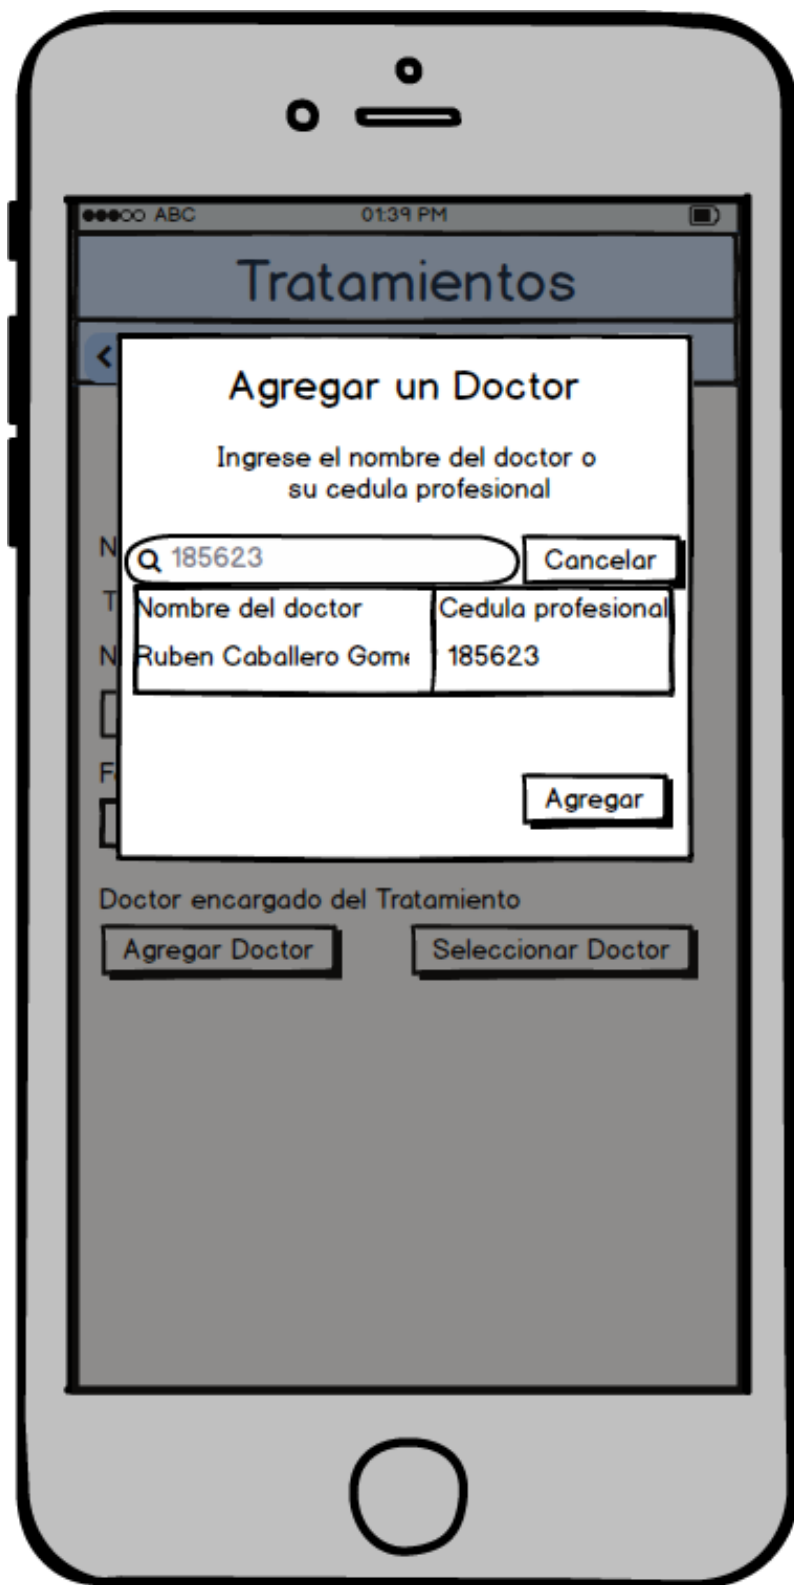 ABC 01:39 PM
Tratamientos
Agregar un Doctor
Ingrese el nombre del doctor o
su cedula profesional
185623 Cancelar
Nombre del doctor Cedula profesional
Ruben Caballero Gome 185623
Agregar
Doctor encargado del Tratamiento
Agregar Doctor Seleccionar Doctor